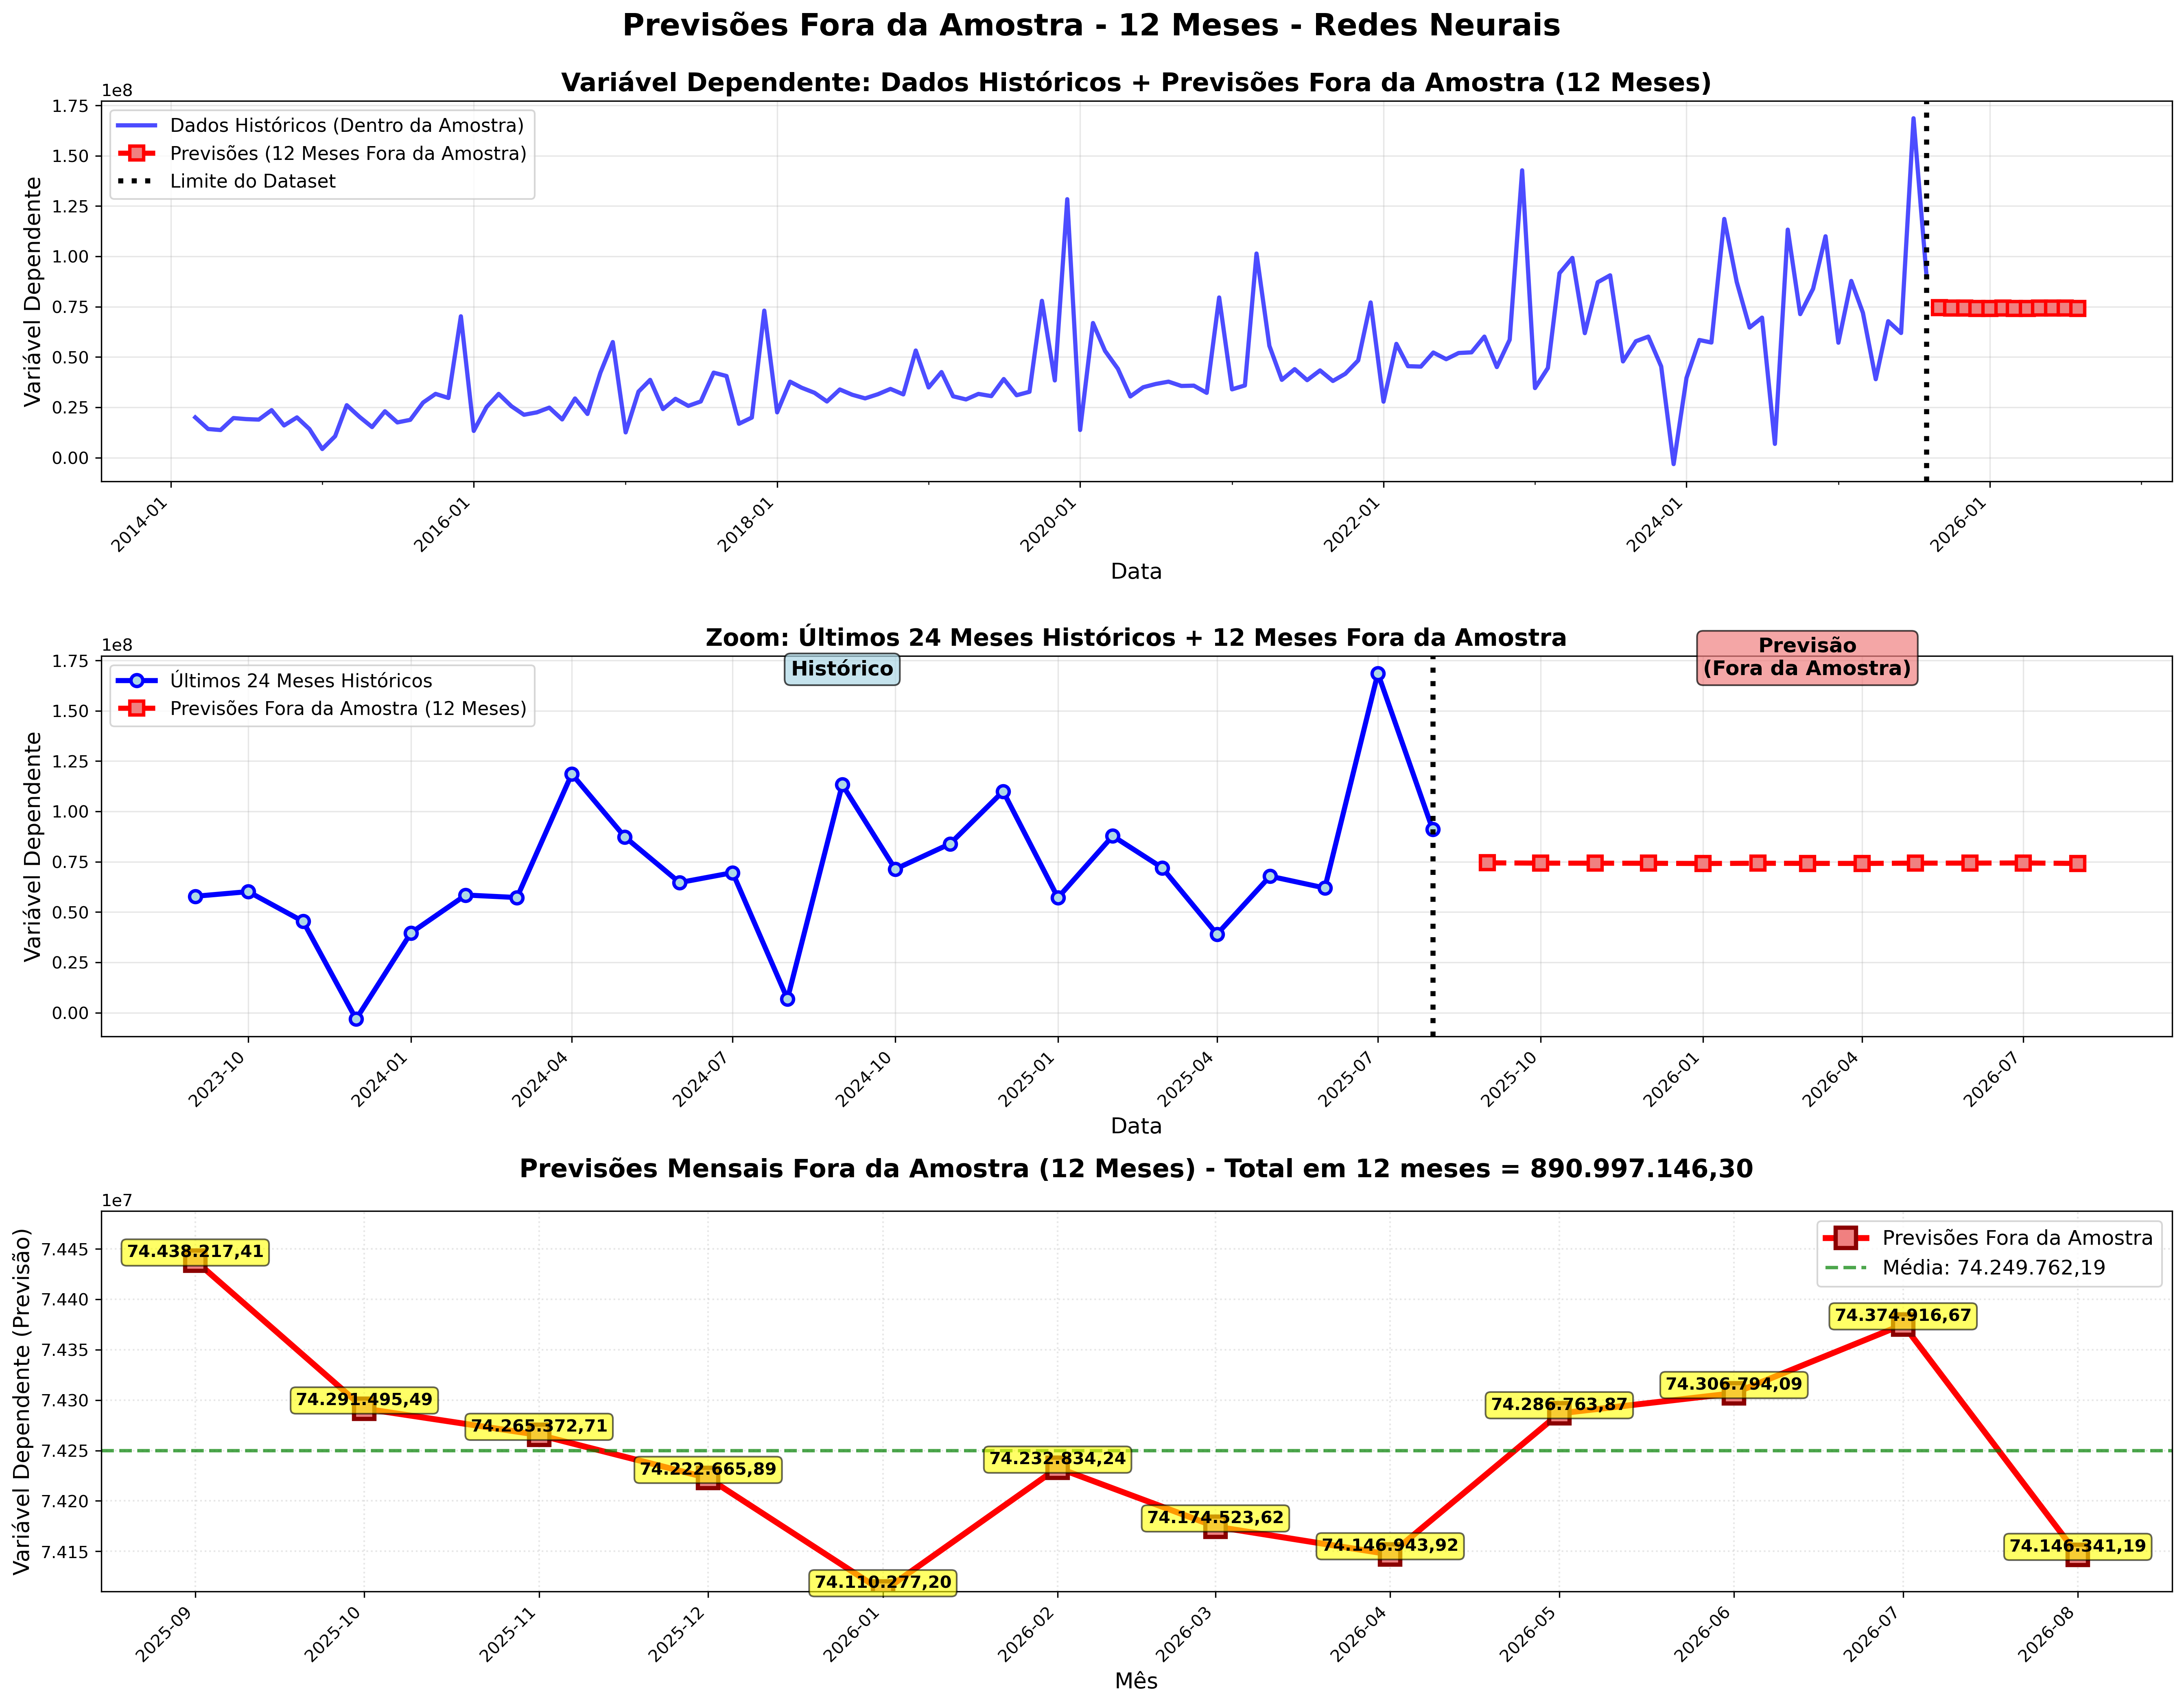 Previsões Fora da Amostra - 12 Meses - Redes Neurais
Variável Dependente: Dados Históricos + Previsões Fora da Amostra (12 Meses)
1e8
Dados Históricos (Dentro da Amostra)
Previsões (12 Meses Fora da Amostra)
Limite do Dataset
Variável Dependente
1.75
1.50
1.25
1.00
0.75
0.50
0.25
0.00
2014-01
2016-01
2018-01
2020-01
2022-01
2024-01
2026-01
Data
Zoom: Últimos 24 Meses Históricos + 12 Meses Fora da Amostra
1e8
Últimos 24 Meses Históricos
Previsões Fora da Amostra (12 Meses)
Histórico
Previsão
(Fora da Amostra)
Variável Dependente
1.75
1.50
1.25
1.00
0.75
0.50
0.25
0.00
2023-10
2024-01
2024-04
2024-07
2024-10
2025-01
2025-04
2025-07
2025-10
2026-01
2026-04
2026-07
Data
Previsões Mensais Fora da Amostra (12 Meses) - Total em 12 meses = 890.997.146,30
1e7
Previsões Fora da Amostra
Média: 74.249.762,19
Variável Dependente (Previsão)
7.445
7.440
7.435
7.430
7.425
7.420
7.415
74.438.217,41
74.291.495,49
74.265.372,71
74.222.665,89
74.110.277,20
74.232.834,24
74.174.523,62
74.146.943,92
74.286.763,87
74.306.794,09
74.374.916,67
74.146.341,19
2025-09
2025-10
2025-11
2025-12
2026-01
2026-02
2026-03
2026-04
2026-05
2026-06
2026-07
2026-08
Mês